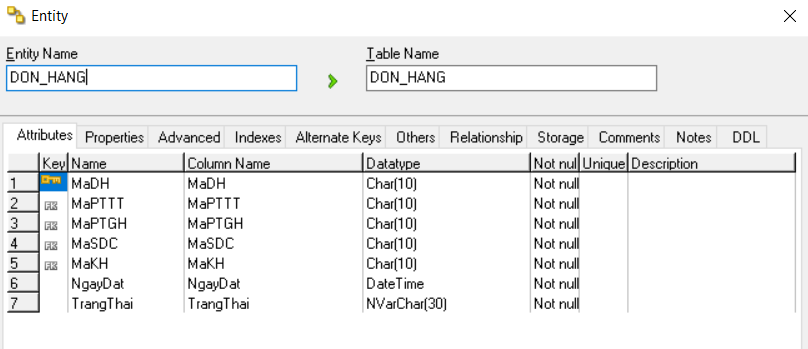 Entity
Entity Name
Table Name
DON_HANG
DON_HANG
Attributes Properties Advanced Indexes Alternate Keys Others Relationship Storage Comments Notes DDL
Key Name Column Name Datatype Not nul Unique Description
1 MaDH MaDH Char(10) Not null
2 FK MaPTTT MaPTTT Char(10) Not null
3 FK MaPTGH MaPTGH Char(10) Not null
4 FK MaSDC MaSDC Char(10) Not null
5 FK MaKH MaKH Char(10) Not null
6 NgayDat NgayDat DateTime Not null
7 TrangThai TrangThai NVarChar(30) Not null